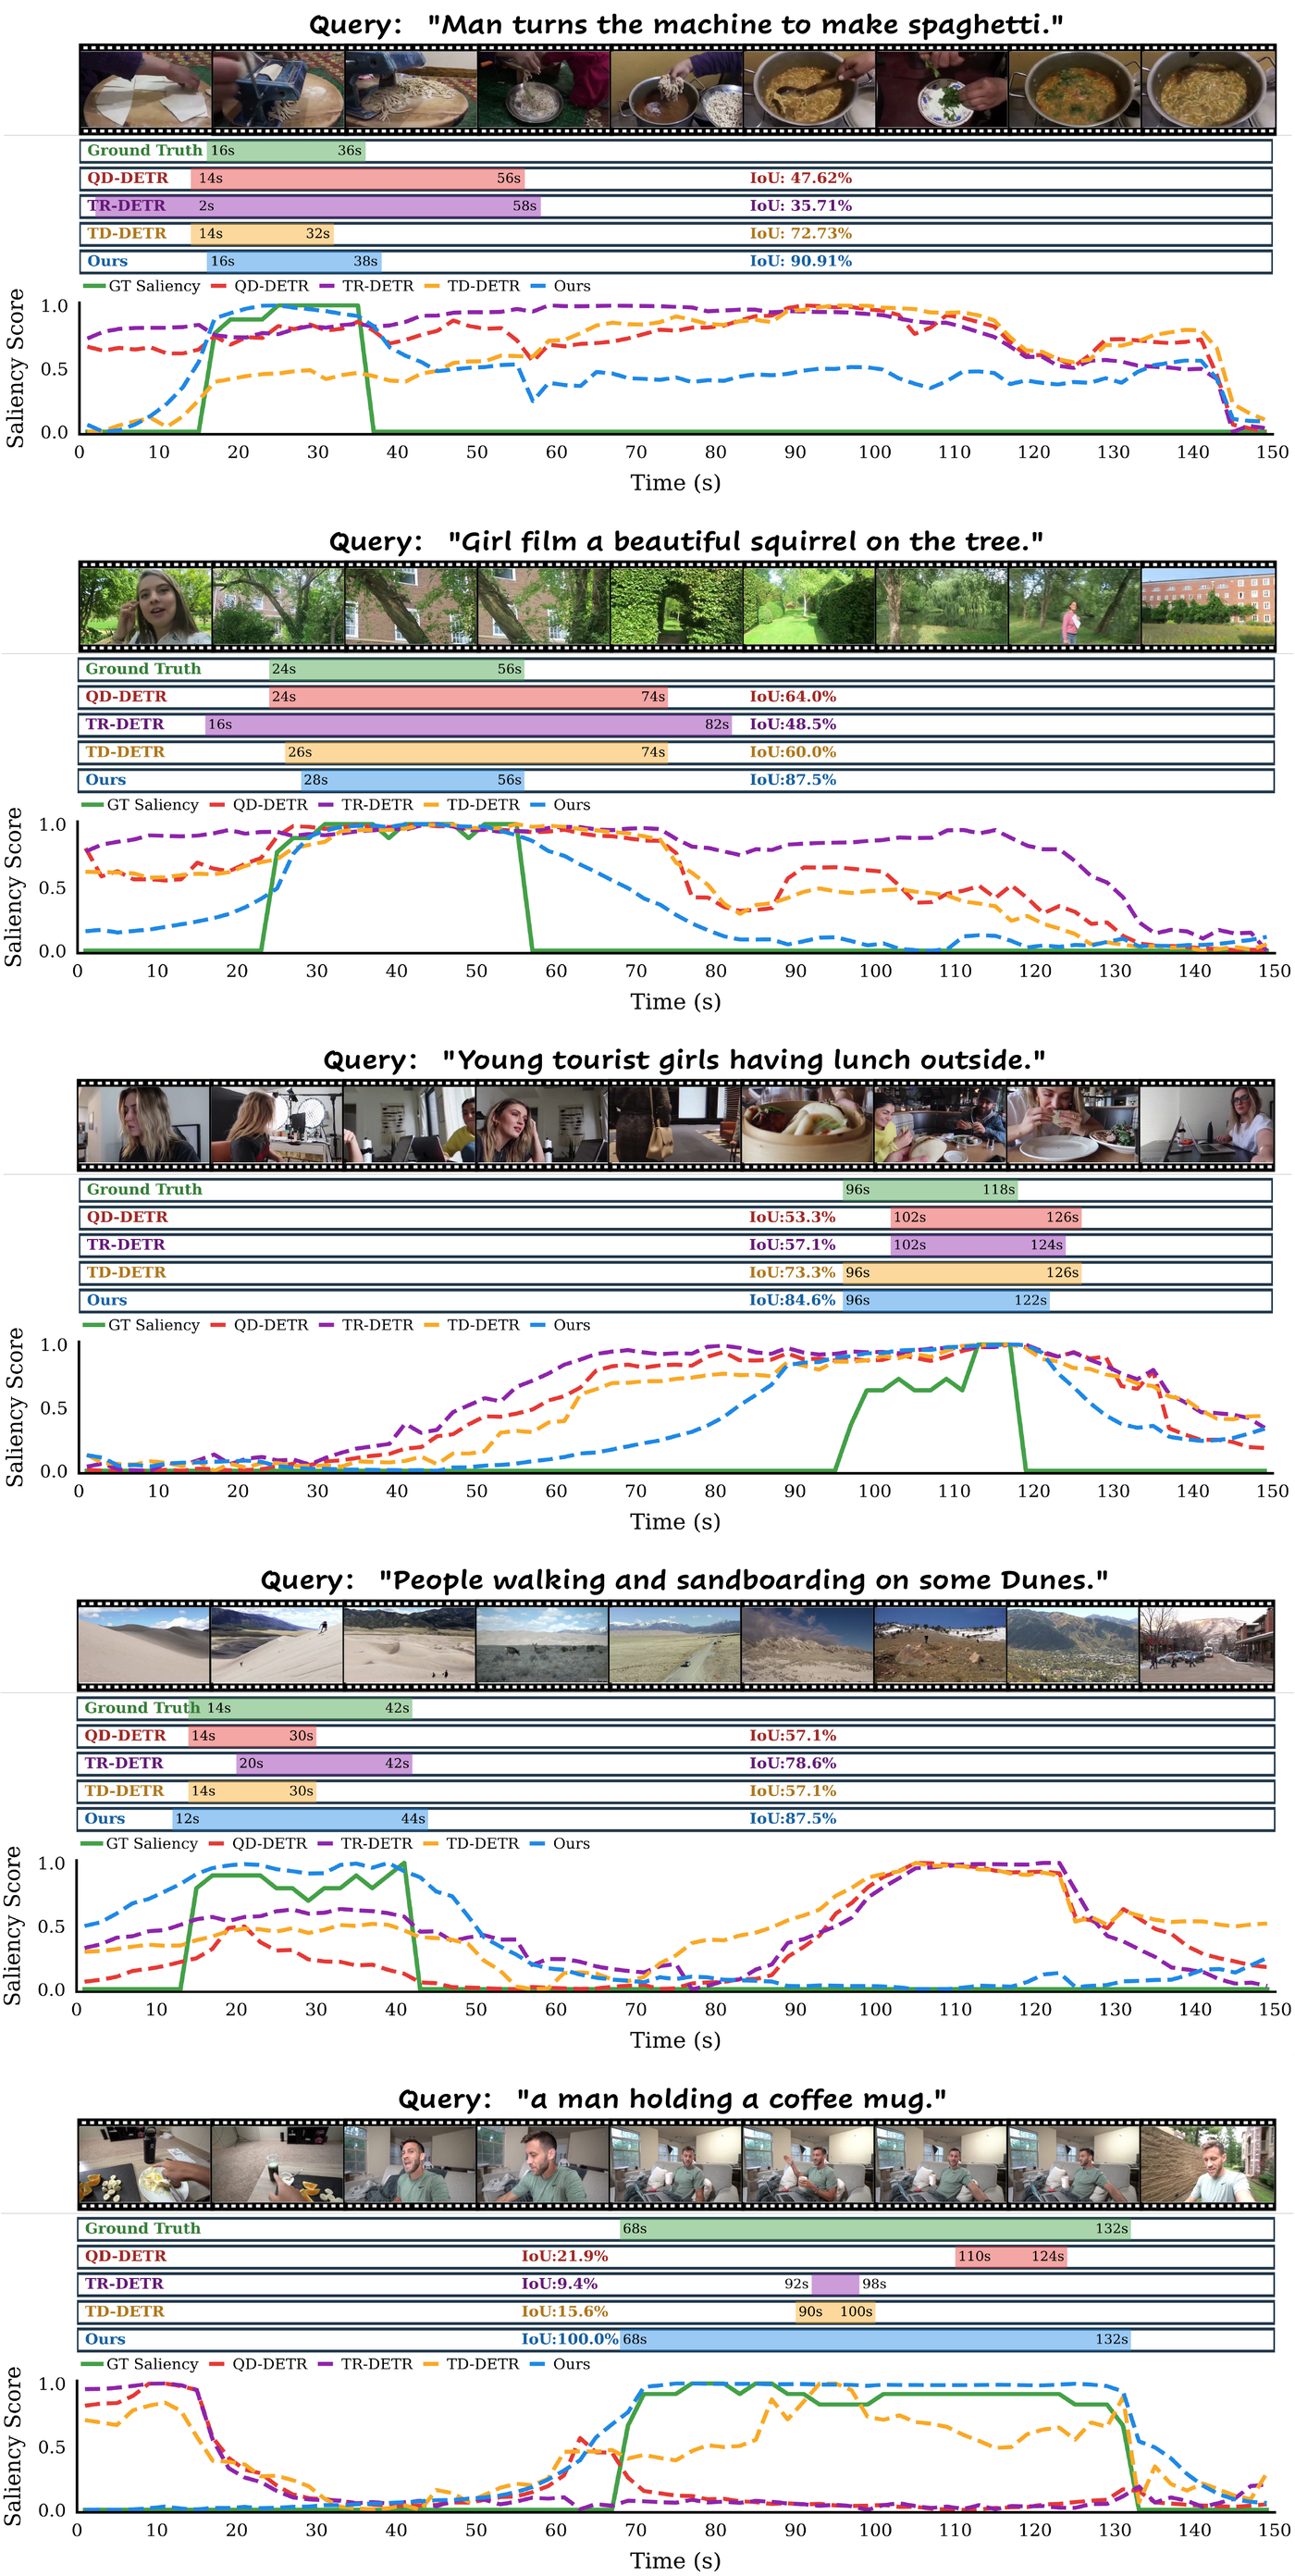 Query: "Man turns the machine to make spaghetti."
Ground Truth 16s 36s
QD-DETR 14s 56s IoU: 47.62%
TR-DETR 2s 58s IoU: 35.71%
TD-DETR 14s 32s IoU: 72.73%
Ours 16s 38s IoU: 90.91%
GT Saliency QD-DETR TR-DETR TD-DETR Ours
Saliency Score
1.0
0.5
0.0
0 10 20 30 40 50 60 70 80 90 100 110 120 130 140 150
Time (s)
Query: "Girl film a beautiful squirrel on the tree."
Ground Truth 24s 56s
QD-DETR 24s 74s IoU:64.0%
TR-DETR 16s 82s IoU:48.5%
TD-DETR 26s 74s IoU:60.0%
Ours 28s 56s IoU:87.5%
GT Saliency QD-DETR TR-DETR TD-DETR Ours
Saliency Score
1.0
0.5
0.0
0 10 20 30 40 50 60 70 80 90 100 110 120 130 140 150
Time (s)
Query: "Young tourist girls having lunch outside."
Ground Truth 96s 118s
QD-DETR IoU:53.3% 102s 126s
TR-DETR IoU:57.1% 102s 124s
TD-DETR IoU:73.3% 96s 126s
Ours IoU:84.6% 96s 122s
GT Saliency QD-DETR TR-DETR TD-DETR Ours
Saliency Score
1.0
0.5
0.0
0 10 20 30 40 50 60 70 80 90 100 110 120 130 140 150
Time (s)
Query: "People walking and sandboarding on some Dunes."
Ground Truth 14s 42s
QD-DETR 14s 30s IoU:57.1%
TR-DETR 20s 42s IoU:78.6%
TD-DETR 14s 30s IoU:57.1%
Ours 12s 44s IoU:87.5%
GT Saliency QD-DETR TR-DETR TD-DETR Ours
Saliency Score
1.0
0.5
0.0
0 10 20 30 40 50 60 70 80 90 100 110 120 130 140 150
Time (s)
Query: "a man holding a coffee mug."
Ground Truth 68s 132s
QD-DETR IoU:21.9% 110s 124s
TR-DETR IoU:9.4% 92s 98s
TD-DETR IoU:15.6% 90s 100s
Ours IoU:100.0% 68s 132s
GT Saliency QD-DETR TR-DETR TD-DETR Ours
Saliency Score
1.0
0.5
0.0
0 10 20 30 40 50 60 70 80 90 100 110 120 130 140 150
Time (s)